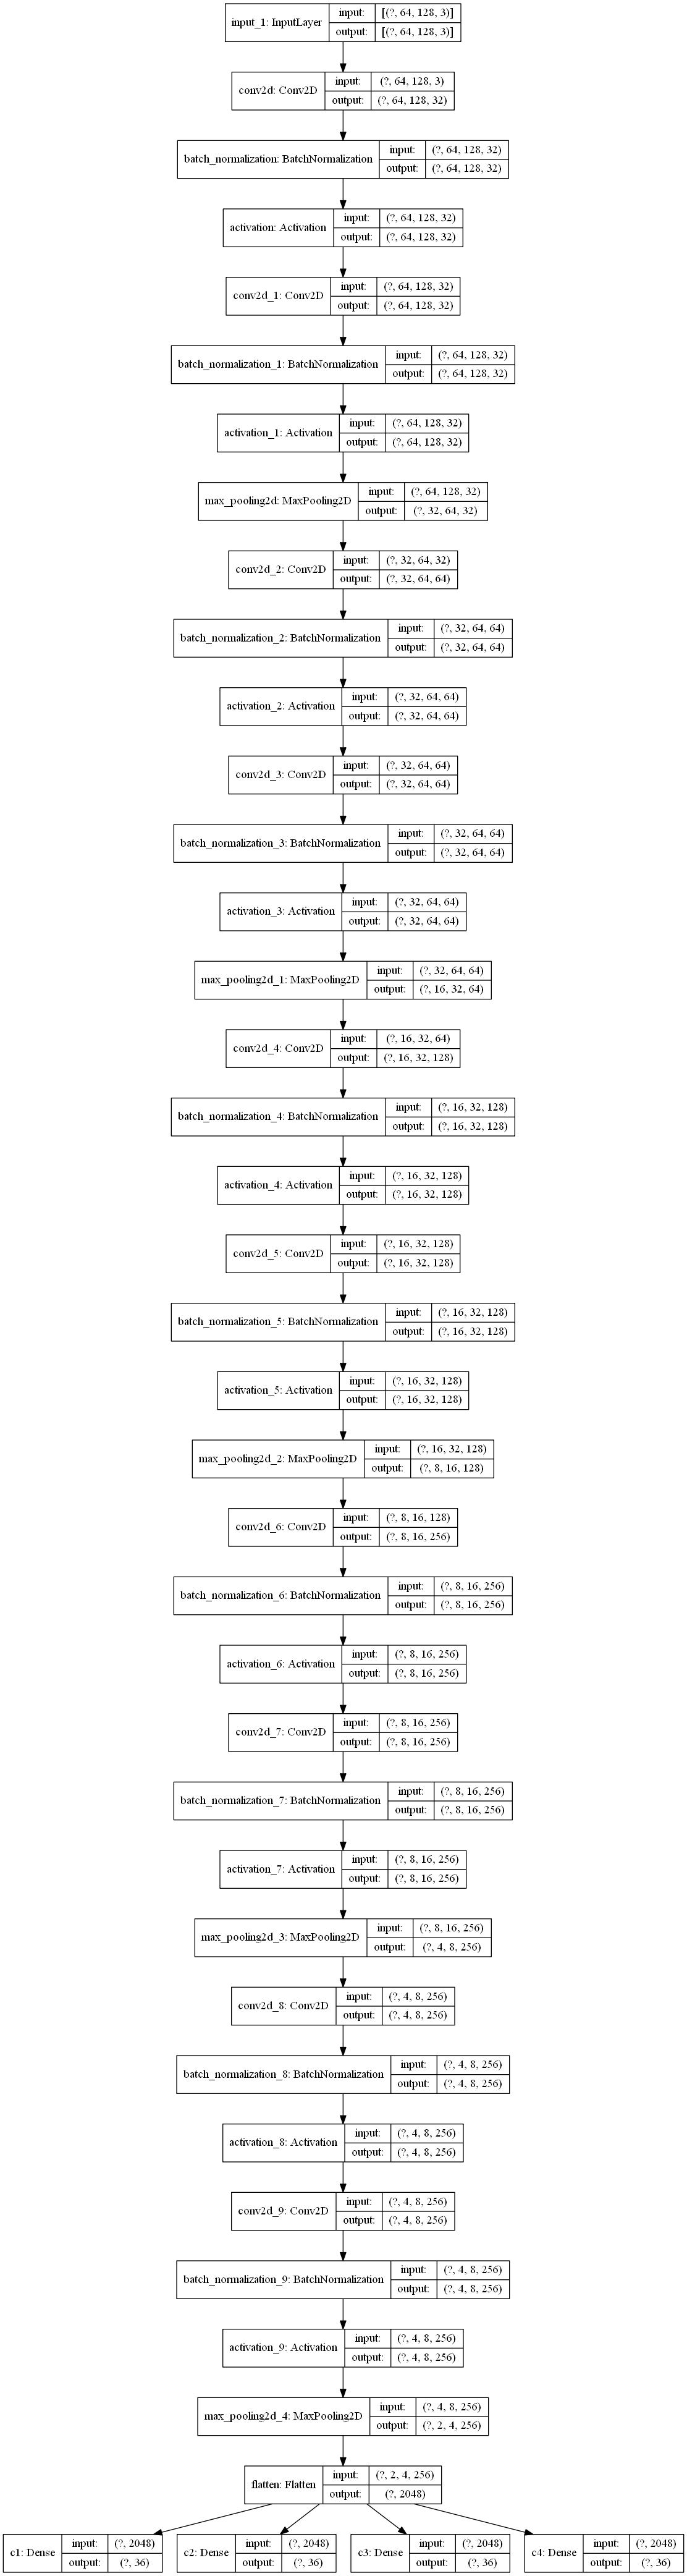 input_1: InputLayer input: [(?, 64, 128, 3)]
output: [(?, 64, 128, 3)]
conv2d: Conv2D input: (?, 64, 128, 3)
output: (?, 64, 128, 32)
batch_normalization: BatchNormalization input: (?, 64, 128, 32)
output: (?, 64, 128, 32)
activation: Activation input: (?, 64, 128, 32)
output: (?, 64, 128, 32)
conv2d_1: Conv2D input: (?, 64, 128, 32)
output: (?, 64, 128, 32)
batch_normalization_1: BatchNormalization input: (?, 64, 128, 32)
output: (?, 64, 128, 32)
activation_1: Activation input: (?, 64, 128, 32)
output: (?, 64, 128, 32)
max_pooling2d: MaxPooling2D input: (?, 64, 128, 32)
output: (?, 32, 64, 32)
conv2d_2: Conv2D input: (?, 32, 64, 32)
output: (?, 32, 64, 64)
batch_normalization_2: BatchNormalization input: (?, 32, 64, 64)
output: (?, 32, 64, 64)
activation_2: Activation input: (?, 32, 64, 64)
output: (?, 32, 64, 64)
conv2d_3: Conv2D input: (?, 32, 64, 64)
output: (?, 32, 64, 64)
batch_normalization_3: BatchNormalization input: (?, 32, 64, 64)
output: (?, 32, 64, 64)
activation_3: Activation input: (?, 32, 64, 64)
output: (?, 32, 64, 64)
max_pooling2d_1: MaxPooling2D input: (?, 32, 64, 64)
output: (?, 16, 32, 64)
conv2d_4: Conv2D input: (?, 16, 32, 64)
output: (?, 16, 32, 128)
batch_normalization_4: BatchNormalization input: (?, 16, 32, 128)
output: (?, 16, 32, 128)
activation_4: Activation input: (?, 16, 32, 128)
output: (?, 16, 32, 128)
conv2d_5: Conv2D input: (?, 16, 32, 128)
output: (?, 16, 32, 128)
batch_normalization_5: BatchNormalization input: (?, 16, 32, 128)
output: (?, 16, 32, 128)
activation_5: Activation input: (?, 16, 32, 128)
output: (?, 16, 32, 128)
max_pooling2d_2: MaxPooling2D input: (?, 16, 32, 128)
output: (?, 8, 16, 128)
conv2d_6: Conv2D input: (?, 8, 16, 128)
output: (?, 8, 16, 256)
batch_normalization_6: BatchNormalization input: (?, 8, 16, 256)
output: (?, 8, 16, 256)
activation_6: Activation input: (?, 8, 16, 256)
output: (?, 8, 16, 256)
conv2d_7: Conv2D input: (?, 8, 16, 256)
output: (?, 8, 16, 256)
batch_normalization_7: BatchNormalization input: (?, 8, 16, 256)
output: (?, 8, 16, 256)
activation_7: Activation input: (?, 8, 16, 256)
output: (?, 8, 16, 256)
max_pooling2d_3: MaxPooling2D input: (?, 8, 16, 256)
output: (?, 4, 8, 256)
conv2d_8: Conv2D input: (?, 4, 8, 256)
output: (?, 4, 8, 256)
batch_normalization_8: BatchNormalization input: (?, 4, 8, 256)
output: (?, 4, 8, 256)
activation_8: Activation input: (?, 4, 8, 256)
output: (?, 4, 8, 256)
conv2d_9: Conv2D input: (?, 4, 8, 256)
output: (?, 4, 8, 256)
batch_normalization_9: BatchNormalization input: (?, 4, 8, 256)
output: (?, 4, 8, 256)
activation_9: Activation input: (?, 4, 8, 256)
output: (?, 4, 8, 256)
max_pooling2d_4: MaxPooling2D input: (?, 4, 8, 256)
output: (?, 2, 4, 256)
flatten: Flatten input: (?, 2, 4, 256)
output: (?, 2048)
c1: Dense input: (?, 2048)
output: (?, 36)
c2: Dense input: (?, 2048)
output: (?, 36)
c3: Dense input: (?, 2048)
output: (?, 36)
c4: Dense input: (?, 2048)
output: (?, 36)